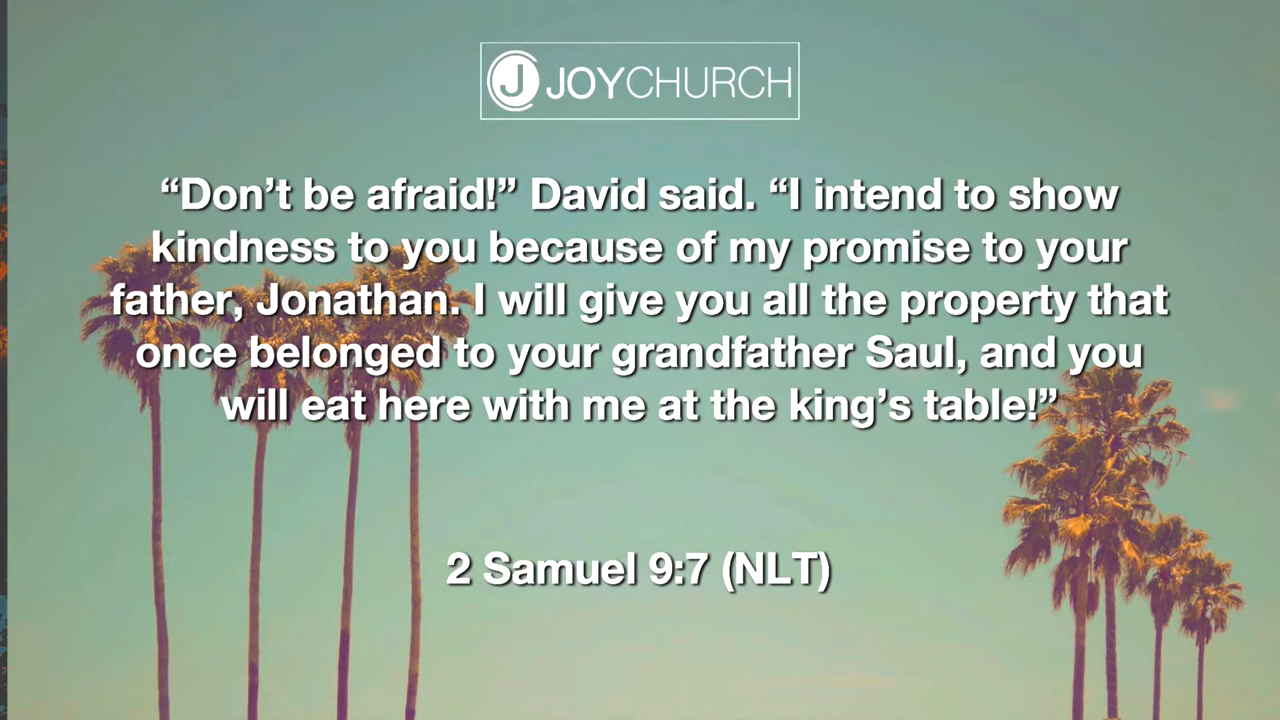 J JOYCHURCH
“Don’t be afraid!” David said. “I intend to show
kindness to you because of my promise to your
father, Jonathan. I will give you all the property that
once belonged to your grandfather Saul, and you
will eat here with me at the king’s table!”
2 Samuel 9:7 (NLT)